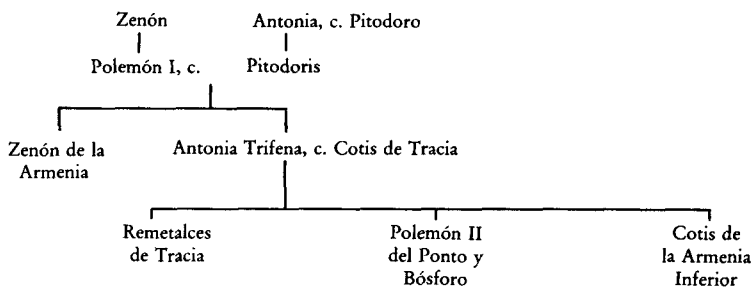 Zenón Antonia, c. Pitodoro
Polemón I, c. Pitodoris
Zenón de la Armenia
Antonia Trifena, c. Cotis de Tracia
Remetalces
de Tracia
Polemón II
del Ponto y
Bósforo
Cotis de
la Armenia
Inferior